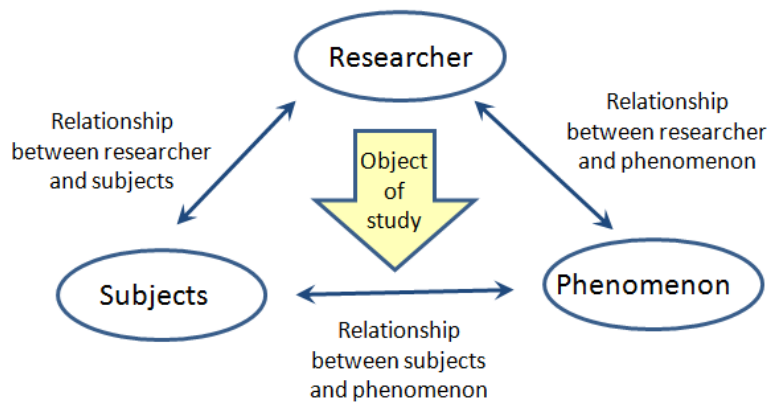 Researcher
Relationship
between researcher
and subjects
Relationship
between researcher
and phenomenon
Object
of
study
Subjects
Phenomenon
Relationship
between subjects
and phenomenon